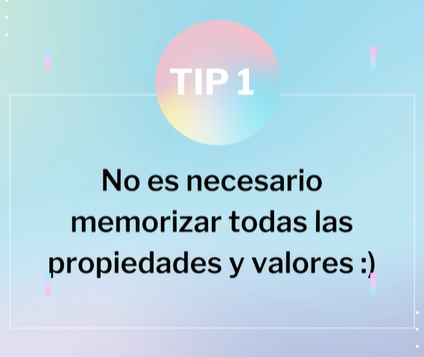 TIP 1
No es necesario
memorizar todas las
propiedades y valores :)